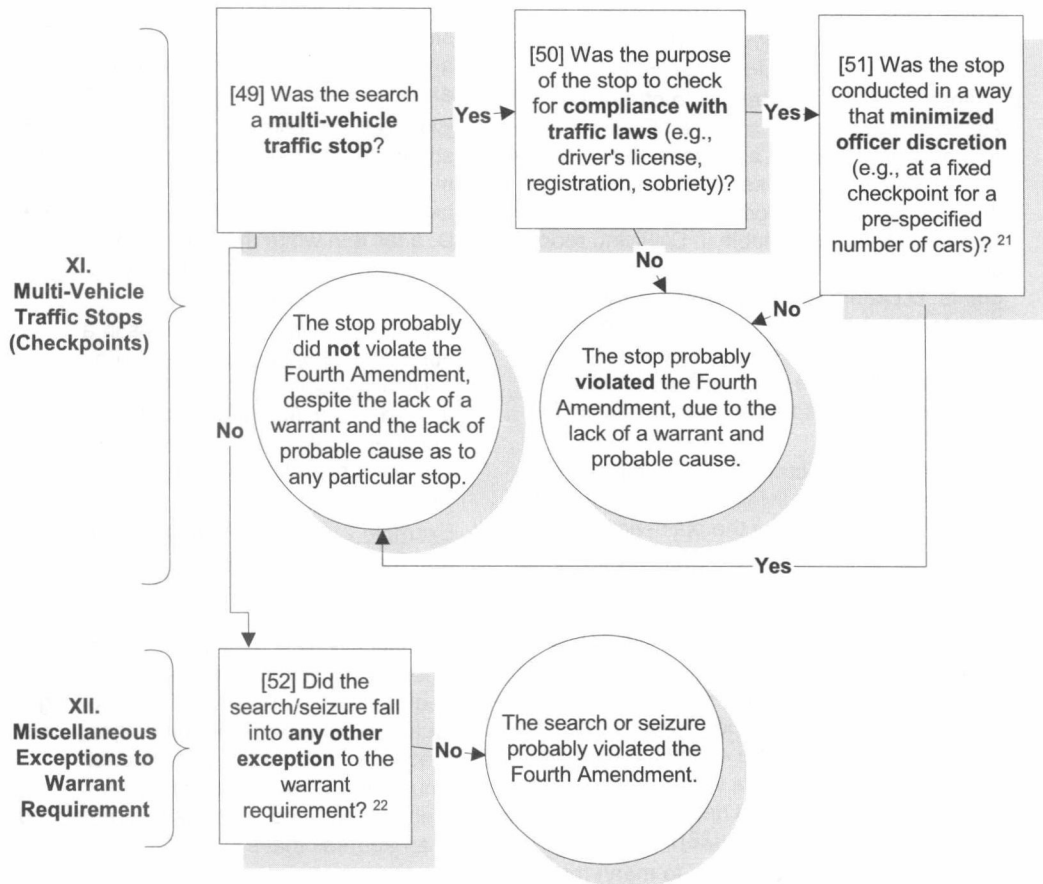 [49] Was the search
a multi-vehicle
traffic stop?
Yes
[50] Was the purpose
of the stop to check
for compliance with
traffic laws (e.g.,
driver's license,
registration, sobriety)?
Yes
[51] Was the stop
conducted in a way
that minimized
officer discretion
(e.g., at a fixed
checkpoint for a
pre-specified
number of cars)? 21
XI.
Multi-Vehicle
Traffic Stops
(Checkpoints)
No
No
The stop probably
did not violate the
Fourth Amendment,
despite the lack of a
warrant and the lack of
probable cause as to
any particular stop.
The stop probably
violated the Fourth
Amendment, due to the
lack of a warrant and
probable cause.
No
Yes
XII.
Miscellaneous
Exceptions to
Warrant
Requirement
[52] Did the
search/seizure fall
into any other
exception to the
warrant
requirement? 22
No
The search or seizure
probably violated the
Fourth Amendment.